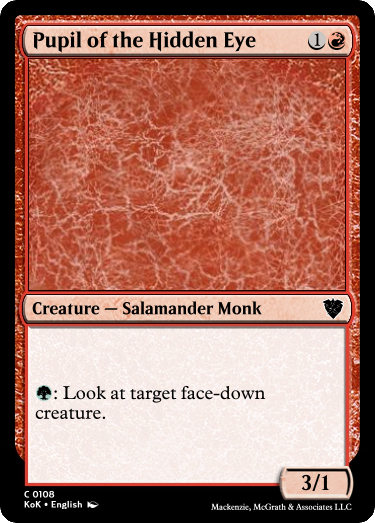 Pupil of the Hidden Eye 1
Creature — Salamander Monk
: Look at target face-down
creature.
3/1
C 0108
KoK • English
Mackenzie, McGrath & Associates LLC